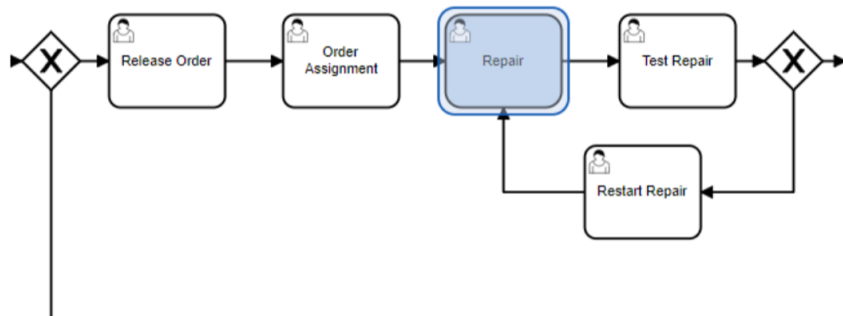 X
Release Order
Order
Assignment
Repair
Test Repair
X
Restart Repair